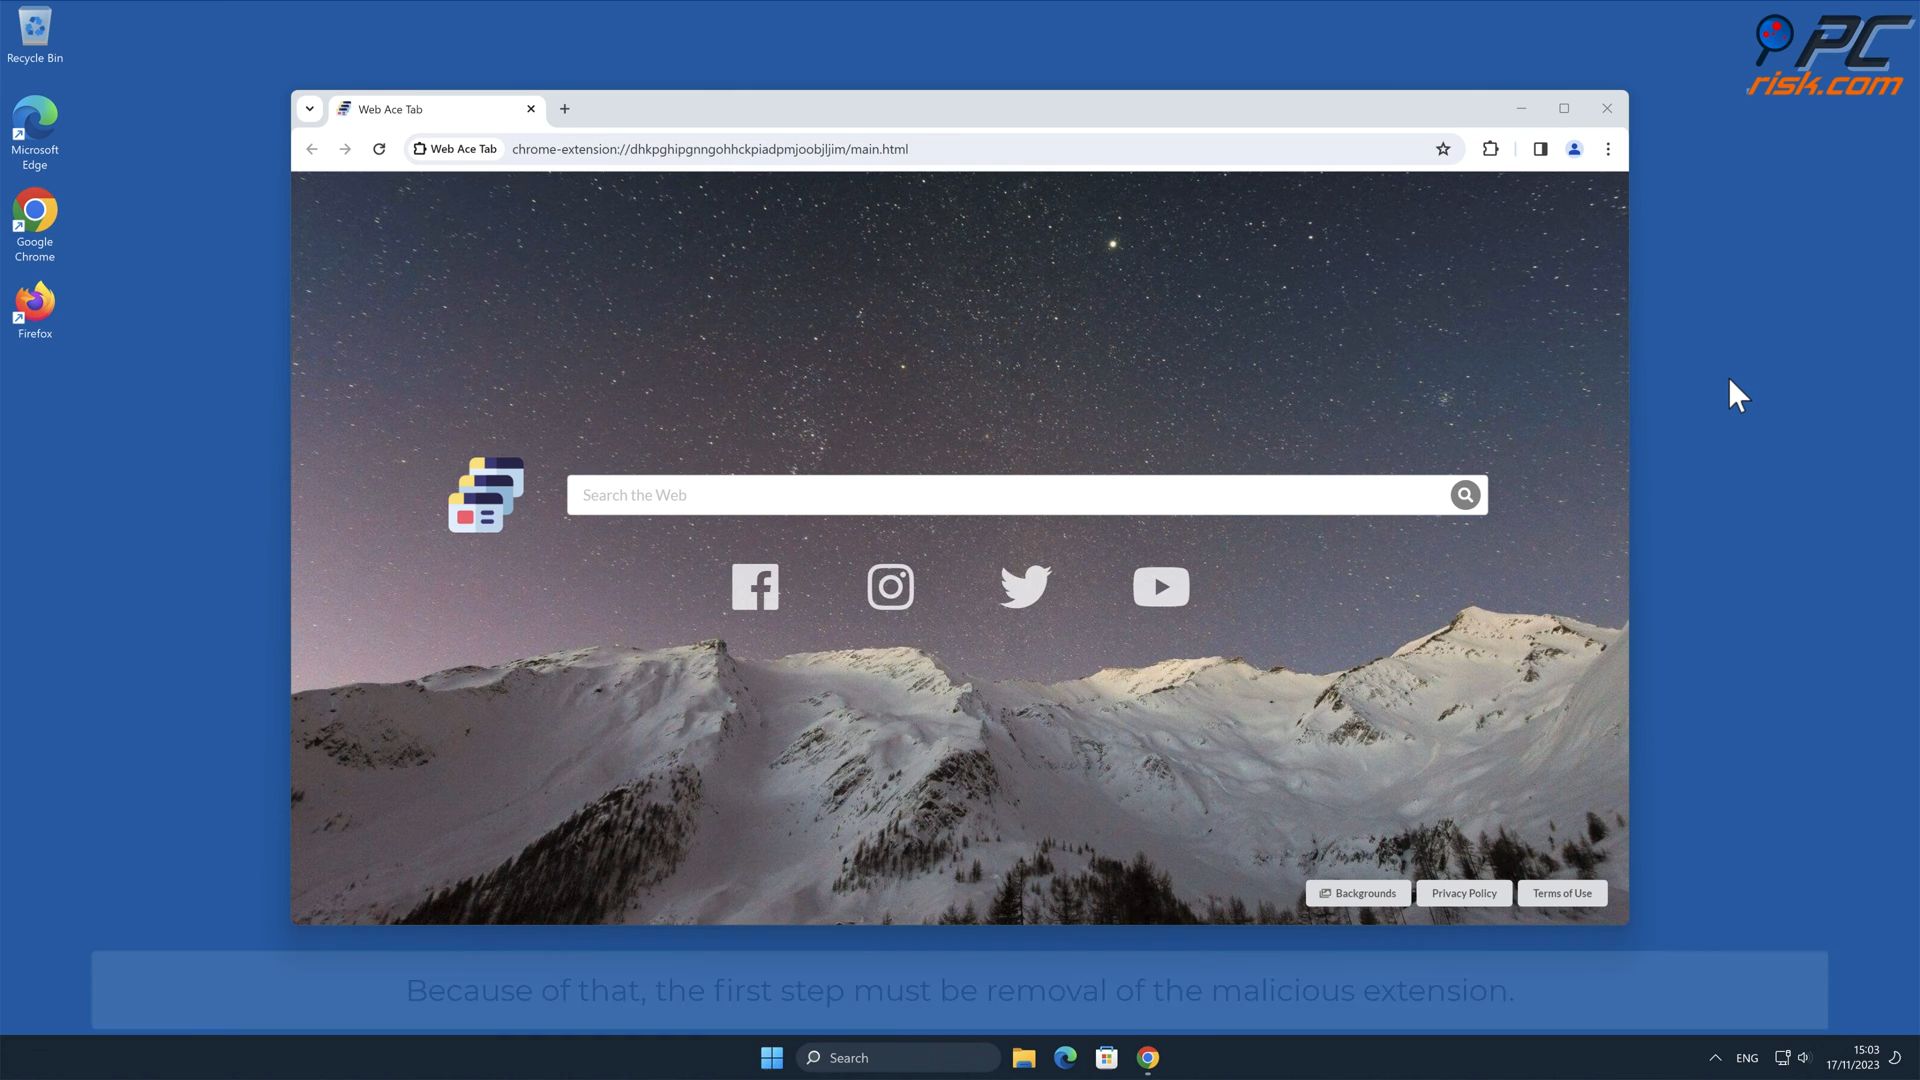 Recycle Bin
Microsoft
Edge
Google
Chrome
Firefox
PC
risk.com
Web Ace Tab
Web Ace Tab
chrome-extension://dhkpghipgnngohhckpiadpmjoobjljim/main.html
Search the Web
Backgrounds
Privacy Policy
Terms of Use
Because of that, the first step must be removal of the malicious extension.
Search
ENG
15:03
17/11/2023